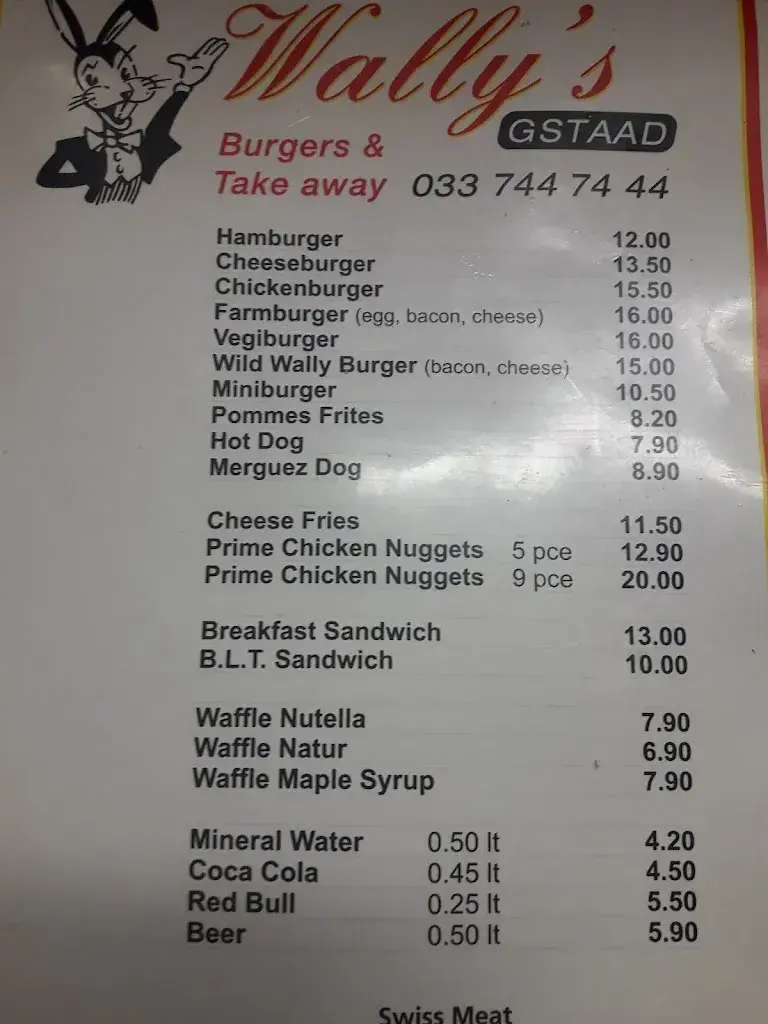 Wally's
GSTAAD
Burgers &
Take away 033 744 74 44
Hamburger 12.00
Cheeseburger 13.50
Chickenburger 15.50
Farmburger (egg, bacon, cheese) 16.00
Vegiburger 16.00
Wild Wally Burger (bacon, cheese) 15.00
Miniburger 10.50
Pommes Frites 8.20
Hot Dog 7.90
Merguez Dog 8.90
Cheese Fries 11.50
Prime Chicken Nuggets 5 pce 12.90
Prime Chicken Nuggets 9 pce 20.00
Breakfast Sandwich 13.00
B.L.T. Sandwich 10.00
Waffle Nutella 7.90
Waffle Natur 6.90
Waffle Maple Syrup 7.90
Mineral Water 0.50 lt 4.20
Coca Cola 0.45 lt 4.50
Red Bull 0.25 lt 5.50
Beer 0.50 lt 5.90
Swiss Meat